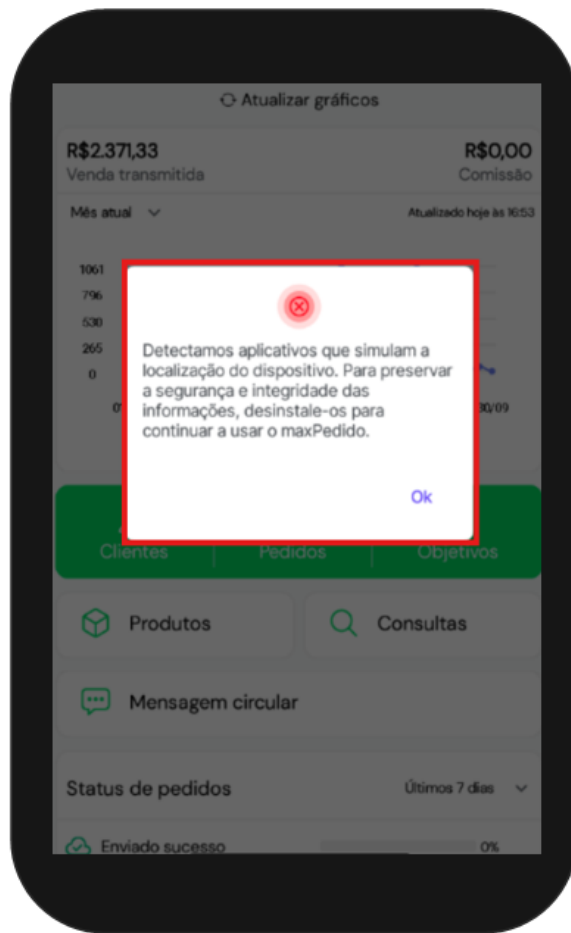 Atualizar gráficos
R$2.371,33 R$0,00
Venda transmitida Comissão
Mês atual Atualizado hoje às 16:53
1061
796
530
265
0
Detectamos aplicativos que simulam a
localização do dispositivo. Para preservar
a segurança e integridade das
informações, desinstale-os para
continuar a usar o maxPedido.
Ok
Clientes Pedidos Objetivos
Produtos Consultas
Mensagem circular
Status de pedidos Últimos 7 dias
Enviado sucesso 0%